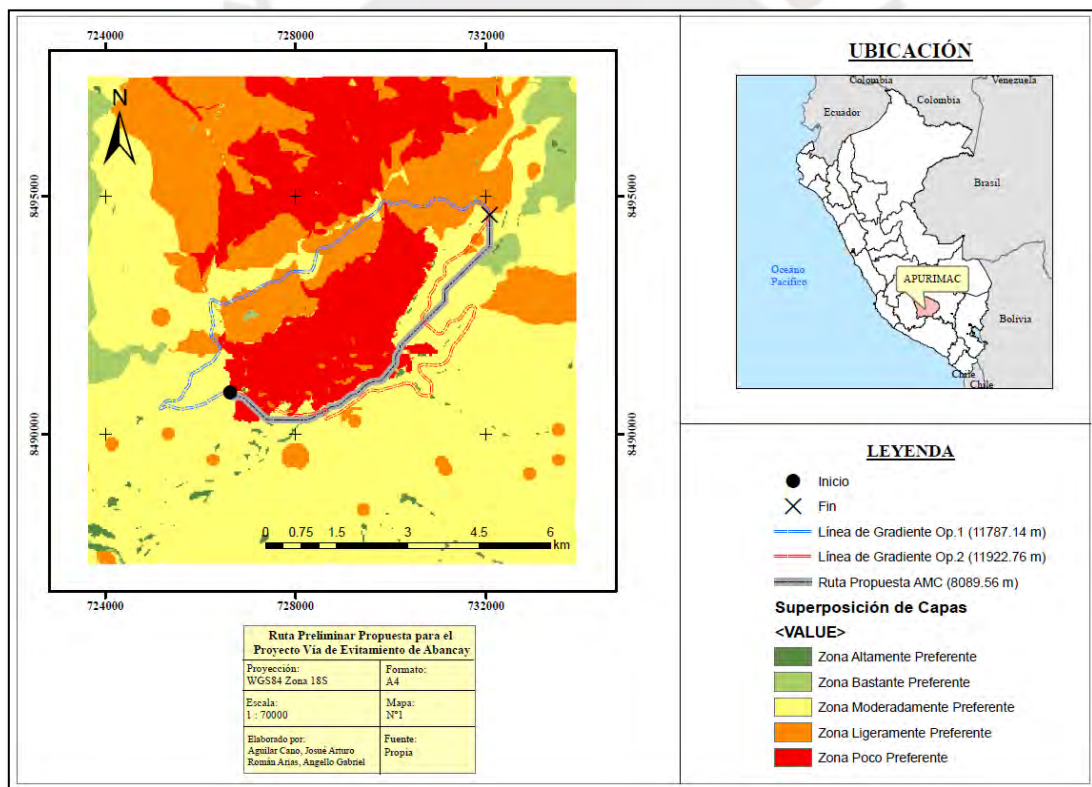 724000
728000
732000
N
8495000
8495000
8490000
8490000
0 0.75 1.5 3 4.5 6
km
724000
728000
732000
Ruta Preliminar Propuesta para el
Proyecto Vía de Evitamiento de Abancay
Proyección:
WGS84 Zona 18S
Formato:
A4
Escala:
1 : 70000
Mapa:
N°1
Elaborado por:
Aguilar Cano, Josué Arturo
Román Arias, Angello Gabriel
Fuente:
Propia
UBICACIÓN
Colombia
Venezuela
Ecuador
Colombia
Brasil
Oceáno
Pacifico
APURIMAC
Bolivia
Chile
Chile
LEYENDA
Inicio
Fin
Línea de Gradiente Op.1 (11787.14 m)
Línea de Gradiente Op.2 (11922.76 m)
Ruta Propuesta AMC (8089.56 m)
Superposición de Capas
<VALUE>
Zona Altamente Preferente
Zona Bastante Preferente
Zona Moderadamente Preferente
Zona Ligeramente Preferente
Zona Poco Preferente